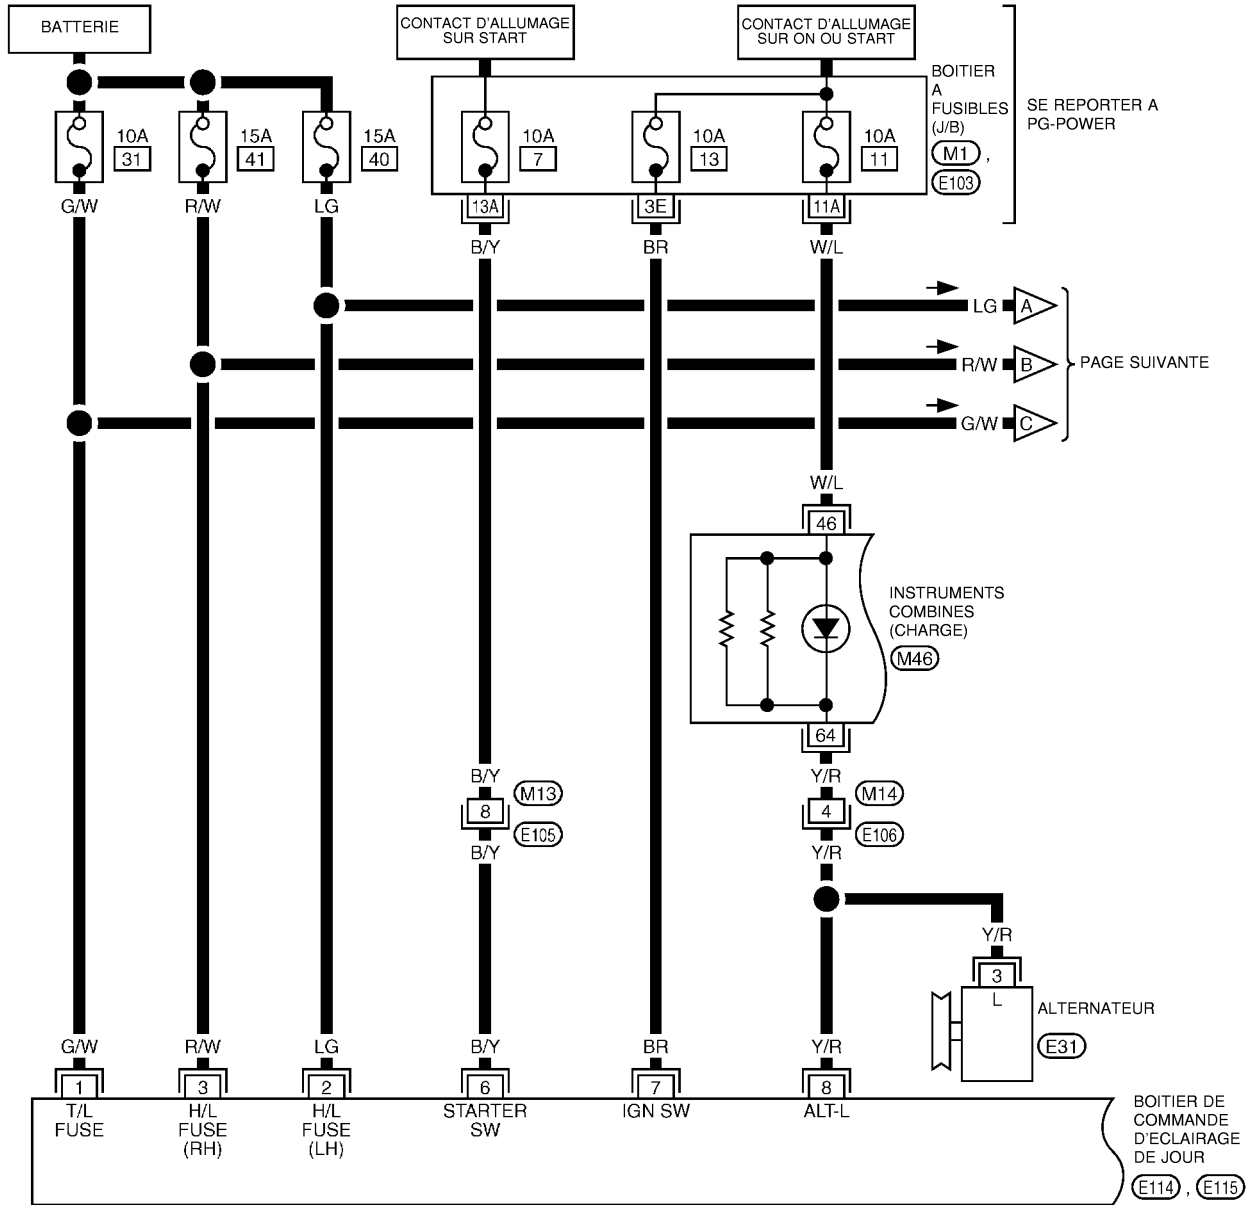 BATTERIE
CONTACT D'ALLUMAGE
SUR START
CONTACT D'ALLUMAGE
SUR ON OU START
BOITIER
A
FUSIBLES
(J/B)
M1 ,
E103
SE REPORTER A
PG-POWER
10A
31
15A
41
15A
40
10A
7
10A
13
10A
11
G/W
R/W
LG
13A
3E
11A
B/Y
BR
W/L
LG
A
R/W
B
G/W
C
PAGE SUIVANTE
W/L
46
INSTRUMENTS
COMBINES
(CHARGE)
M46
64
B/Y
Y/R
8
M13
E105
4
M14
E106
B/Y
Y/R
Y/R
3
L
ALTERNATEUR
E31
G/W
R/W
LG
B/Y
BR
Y/R
1
3
2
6
7
8
T/L
FUSE
H/L
FUSE
(RH)
H/L
FUSE
(LH)
STARTER
SW
IGN SW
ALT-L
BOITIER DE
COMMANDE
D'ECLAIRAGE
DE JOUR
E114 , E115